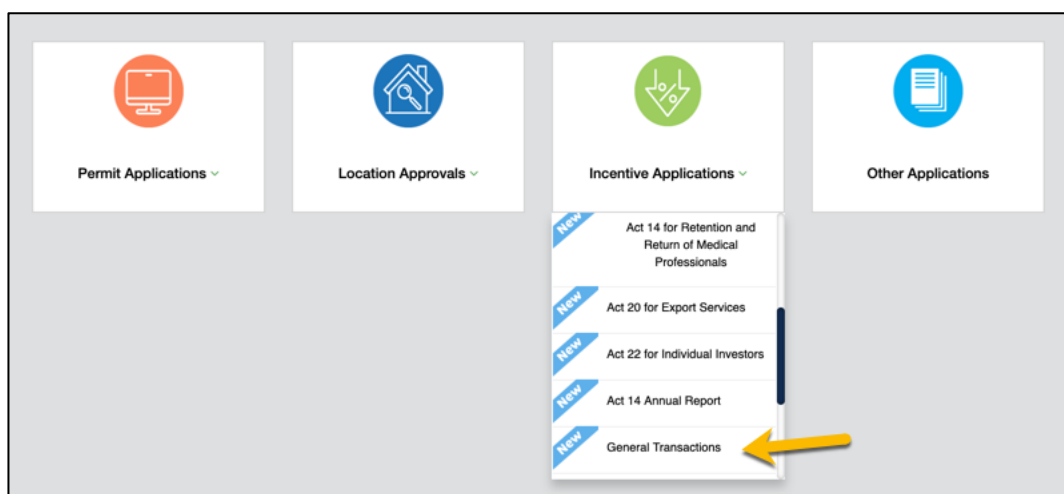 Permit Applications
Location Approvals
Incentive Applications
Other Applications
New
Act 14 for Retention and
Return of Medical
Professionals
New
Act 20 for Export Services
New
Act 22 for Individual Investors
New
Act 14 Annual Report
New
General Transactions